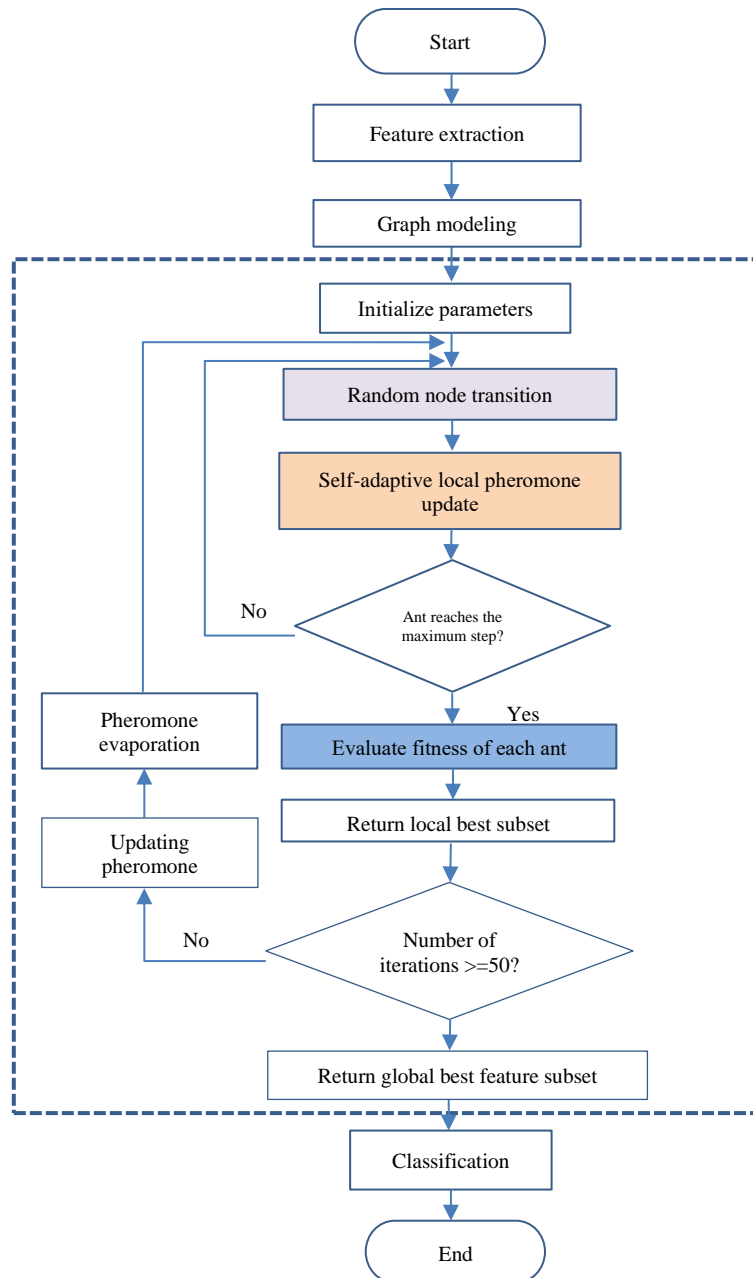 Start
Feature extraction
Graph modeling
Initialize parameters
Random node transition
Self-adaptive local pheromone
update
No
Ant reaches the
maximum step?
Yes
Pheromone
evaporation
Evaluate fitness of each ant
Return local best subset
Updating
pheromone
No
Number of
iterations >=50?
Return global best feature subset
Classification
End